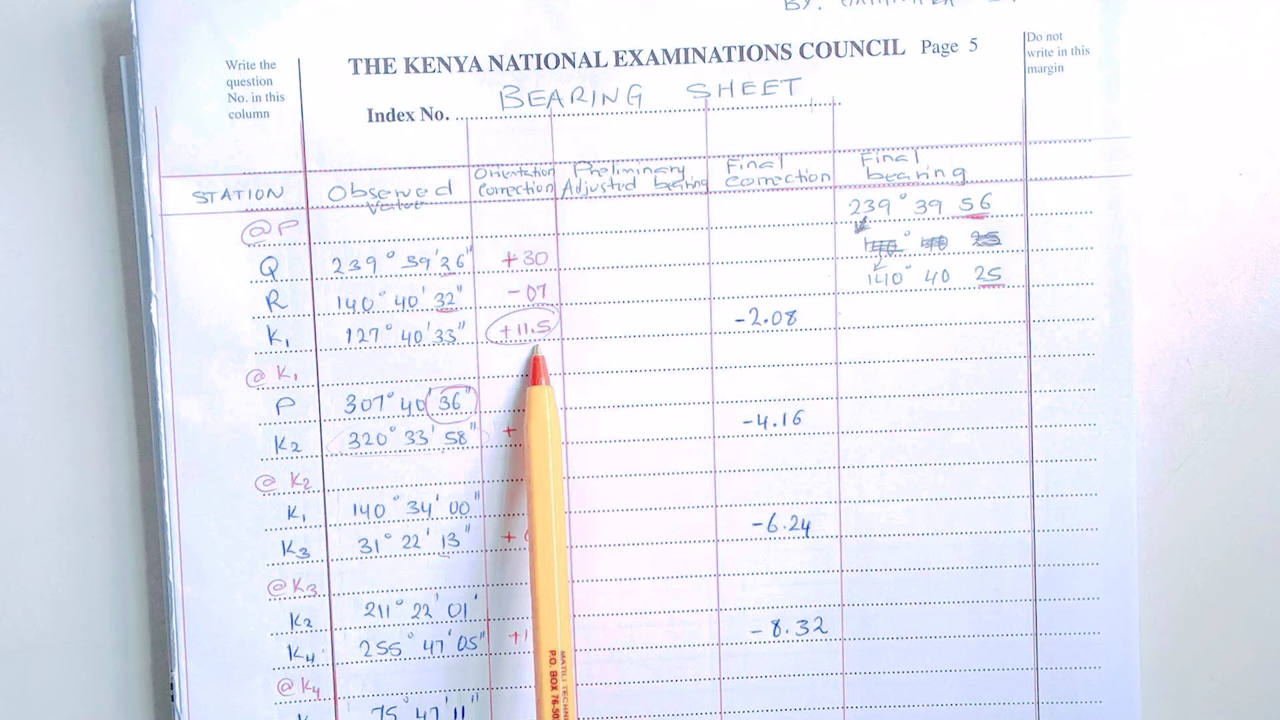 Write the question No. in this column
THE KENYA NATIONAL EXAMINATIONS COUNCIL Page 5
Do not write in this margin
Index No. BEARING SHEET
STATION Observed Value Orientation Correction Preliminary Adjusted bearing Final correction Final bearing
@P 239° 39 56
Q 239° 39' 26" +30
R 140° 40' 32" -07 140° 40 25
K1 127° 40' 33" +11.5 -2.08
@ K1
P 307° 40' 36"
K2 320° 33' 58" + -4.16
@ K2
K1 140° 34' 00"
K3 31° 22' 13" + -6.24
@K3
K2 211° 22' 01'
K4 255° 47' 05" +1 -8.32
@K4
75° 47' 11"
P.O. BOX 76-50